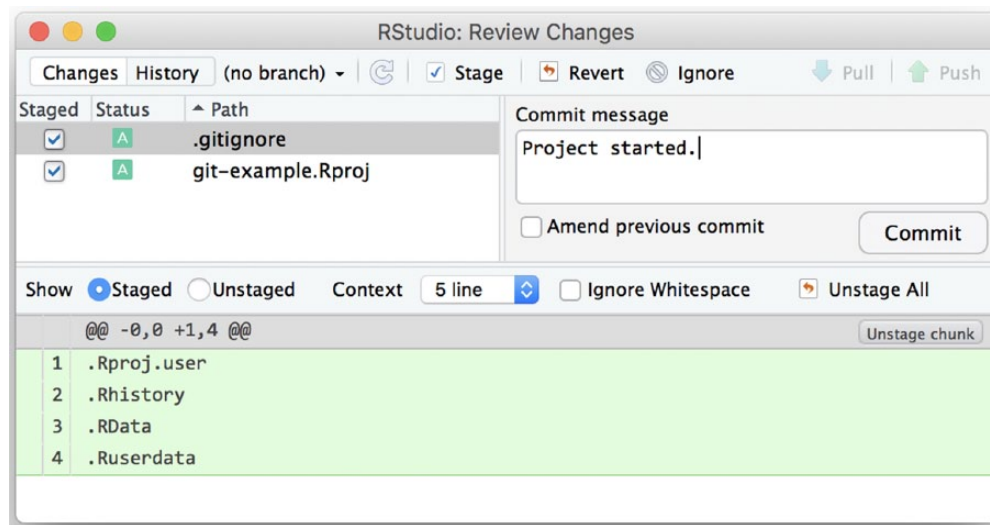 RStudio: Review Changes
Changes History (no branch) Stage Revert Ignore Pull Push
Staged Status Path
A .gitignore
A git-example.Rproj
Commit message
Project started.
Amend previous commit Commit
Show Staged Unstaged Context 5 line Ignore Whitespace Unstage All
@@ -0,0 +1,4 @@ Unstage chunk
1 .Rproj.user
2 .Rhistory
3 .RData
4 .Ruserdata